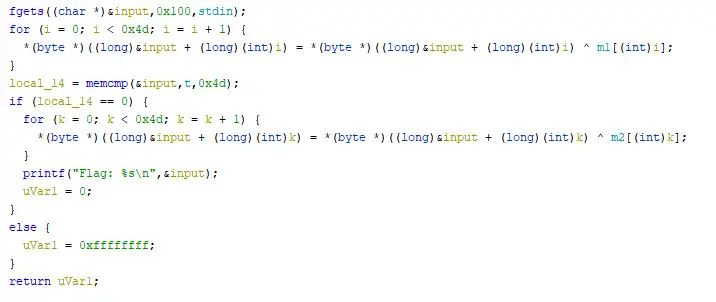 fgets((char *)&input,0x100,stdin);
for (i = 0; i < 0x4d; i = i + 1) {
  *(byte *)((long)&input + (long)(int)i) = *(byte *)((long)&input + (long)(int)i) ^ m1[(int)i];
}
local_14 = memcmp(&input,t,0x4d);
if (local_14 == 0) {
  for (k = 0; k < 0x4d; k = k + 1) {
    *(byte *)((long)&input + (long)(int)k) = *(byte *)((long)&input + (long)(int)k) ^ m2[(int)k];
  }
  printf("Flag: %s\n",&input);
  uVar1 = 0;
}
else {
  uVar1 = 0xffffffff;
}
return uVar1;